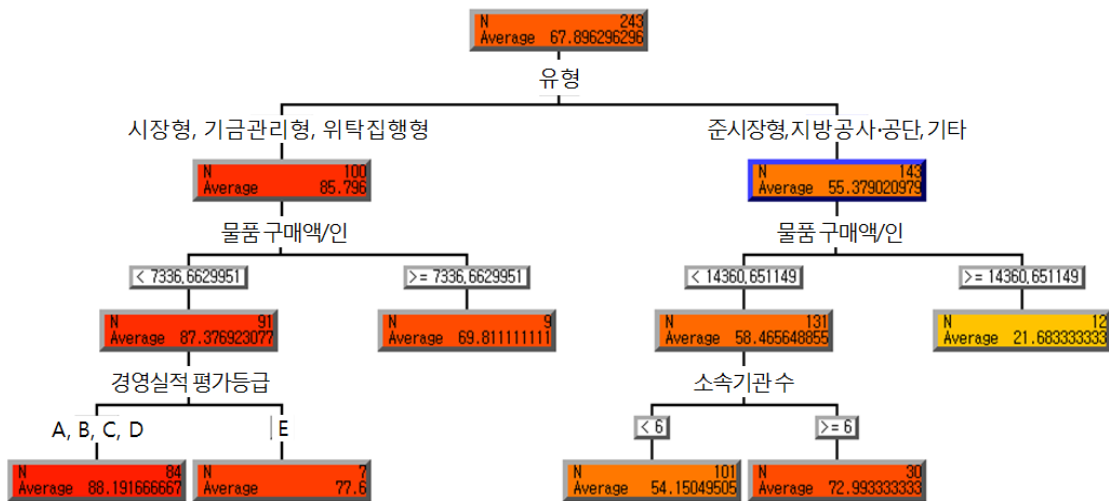 N 243
Average 67.896296296
유형
시장형, 기금관리형, 위탁집행형
준시장형,지방공사·공단,기타
N 100
Average 85.796
N 143
Average 55.379020979
물품 구매액/인
물품 구매액/인
< 7336,6629951
>= 7336,6629951
< 14360,651149
>= 14360,651149
N 91
Average 87.376923077
N 9
Average 69.811111111
N 131
Average 58.465648855
N 12
Average 21.683333333
경영실적 평가등급
소속기관 수
A, B, C, D
E
< 6
>= 6
N 84
Average 88.191666667
N 7
Average 77.6
N 101
Average 54.15049505
N 30
Average 72.993333333